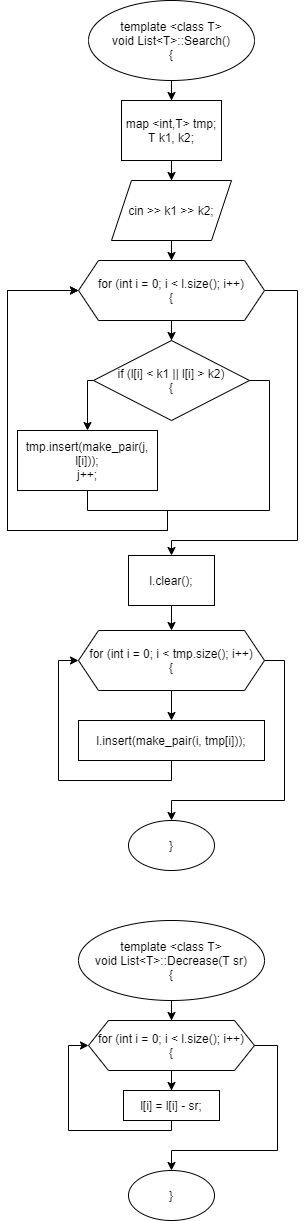 template <class T>
void List<T>::Search()
{
map <int,T> tmp;
T k1, k2;
cin >> k1 >> k2;
for (int i = 0; i < l.size(); i++)
{
if (l[i] < k1 || l[i] > k2)
{
tmp.insert(make_pair(j,
l[i]));
j++;
l.clear();
for (int i = 0; i < tmp.size(); i++)
{
l.insert(make_pair(i, tmp[i]));
}
template <class T>
void List<T>::Decrease(T sr)
{
for (int i = 0; i < l.size(); i++)
{
l[i] = l[i] - sr;
}